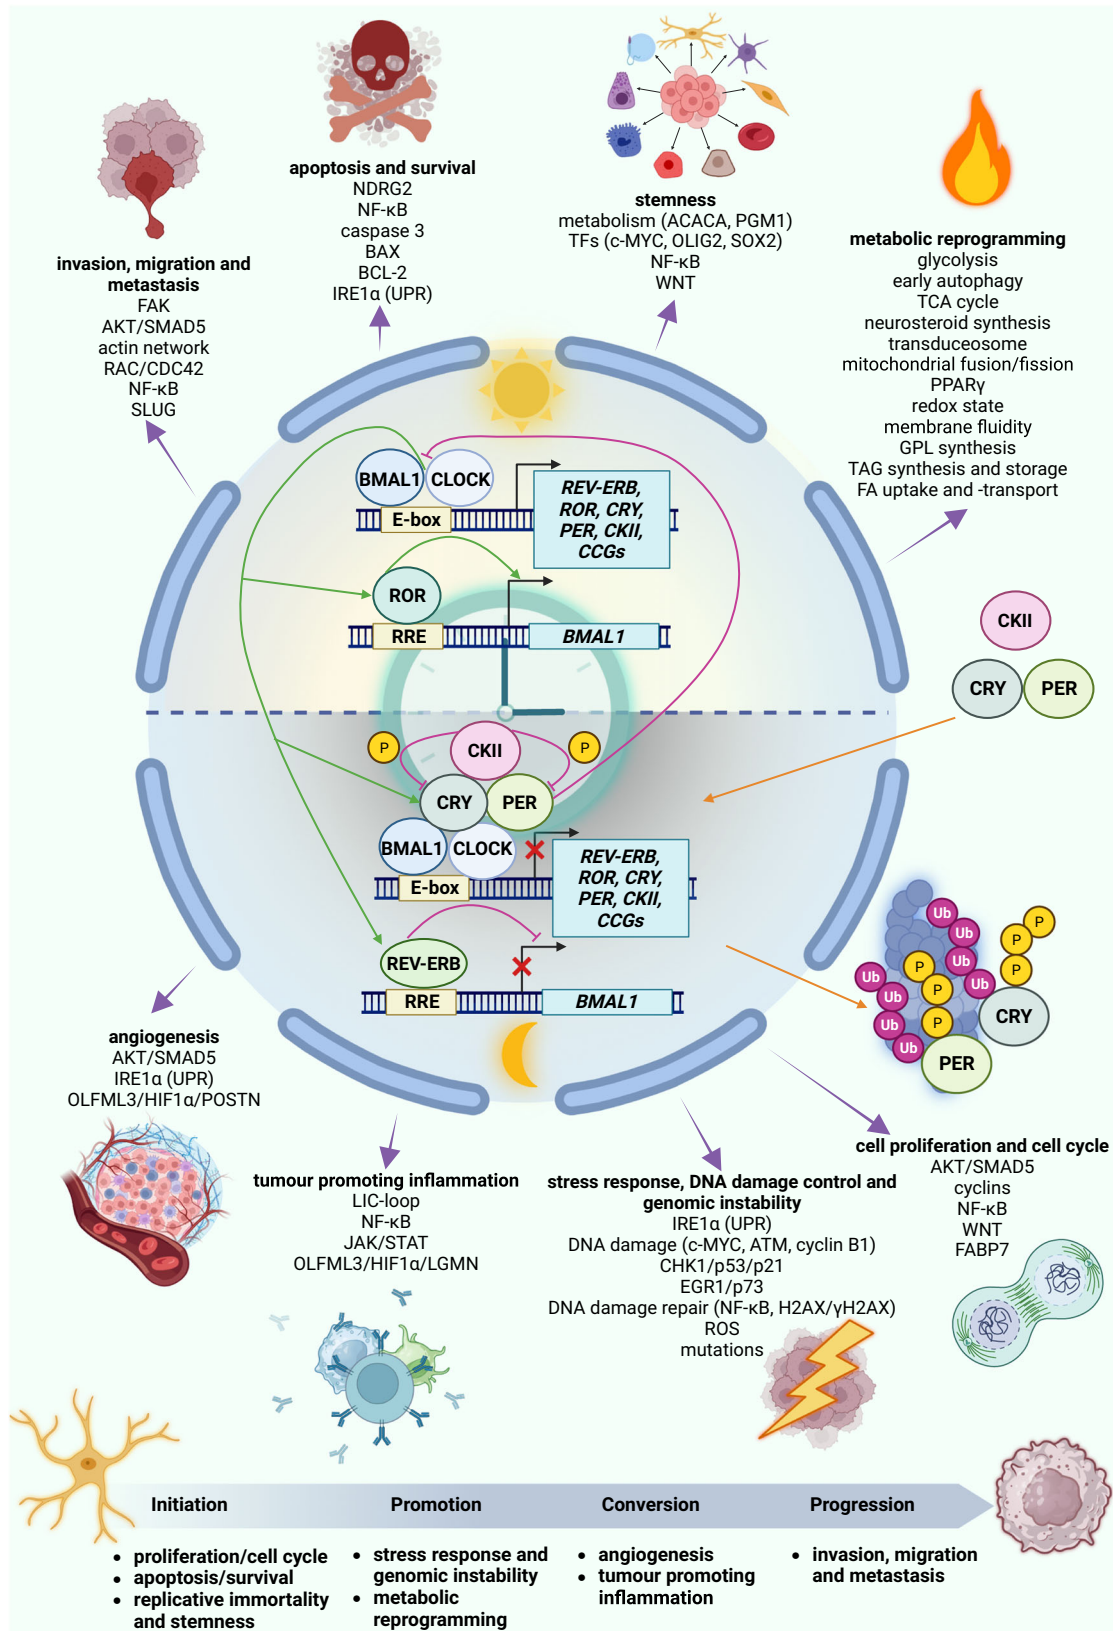 apoptosis and survival
NDRG2
NF-κB
caspase 3
BAX
BCL-2
IRE1α (UPR)
stemness
metabolism (ACACA, PGM1)
TFs (c-MYC, OLIG2, SOX2)
NF-κB
WNT
invasion, migration and
metastasis
FAK
AKT/SMAD5
actin network
RAC/CDC42
NF-κB
SLUG
metabolic reprogramming
glycolysis
early autophagy
TCA cycle
neurosteroid synthesis
transduceosome
mitochondrial fusion/fission
PPARγ
redox state
membrane fluidity
GPL synthesis
TAG synthesis and storage
FA uptake and -transport
BMAL1
CLOCK
E-box
REV-ERB,
ROR, CRY,
PER, CKII,
CCGs
ROR
RRE
BMAL1
CKII
CRY
PER
P
CKII
P
CRY
PER
BMAL1
CLOCK
E-box
REV-ERB,
ROR, CRY,
PER, CKII,
CCGs
REV-ERB
RRE
BMAL1
Ub
Ub
Ub
Ub
Ub
Ub
Ub
Ub
P
P
P
P
P
P
CRY
PER
angiogenesis
AKT/SMAD5
IRE1α (UPR)
OLFML3/HIF1α/POSTN
tumour promoting inflammation
LIC-loop
NF-κB
JAK/STAT
OLFML3/HIF1α/LGMN
stress response, DNA damage control and
genomic instability
IRE1α (UPR)
DNA damage (c-MYC, ATM, cyclin B1)
CHK1/p53/p21
EGR1/p73
DNA damage repair (NF-κB, H2AX/γH2AX)
ROS
mutations
cell proliferation and cell cycle
AKT/SMAD5
cyclins
NF-κB
WNT
FABP7
Initiation
Promotion
Conversion
Progression
• proliferation/cell cycle
• apoptosis/survival
• replicative immortality
and stemness
• stress response and
genomic instability
• metabolic
reprogramming
• angiogenesis
• tumour promoting
inflammation
• invasion, migration
and metastasis